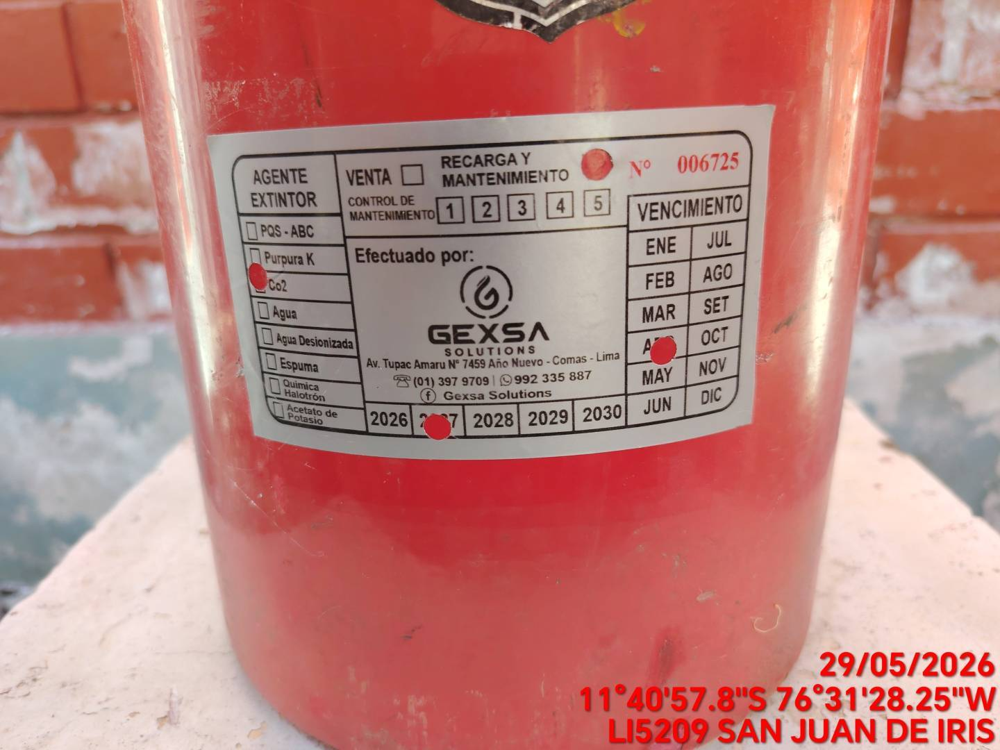 AGENTE
EXTINTOR
PQS - ABC
Purpura K
Co2
Agua
Agua Desionizada
Espuma
Quimica
Halotrón
Acetato de
Potasio
VENTA
RECARGA Y
MANTENIMIENTO
CONTROL DE
MANTENIMIENTO
1 2 3 4 5
Efectuado por:
GEXSA
SOLUTIONS
Av. Tupac Amaru N° 7459 Año Nuevo - Comas - Lima
(01) 397 9709 | 992 335 887
Gexsa Solutions
2026 2028 2029 2030
N° 006725
VENCIMIENTO
ENE JUL
FEB AGO
MAR SET
OCT
MAY NOV
JUN DIC
29/05/2026
11°40'57.8"S 76°31'28.25"W
LI5209 SAN JUAN DE IRIS